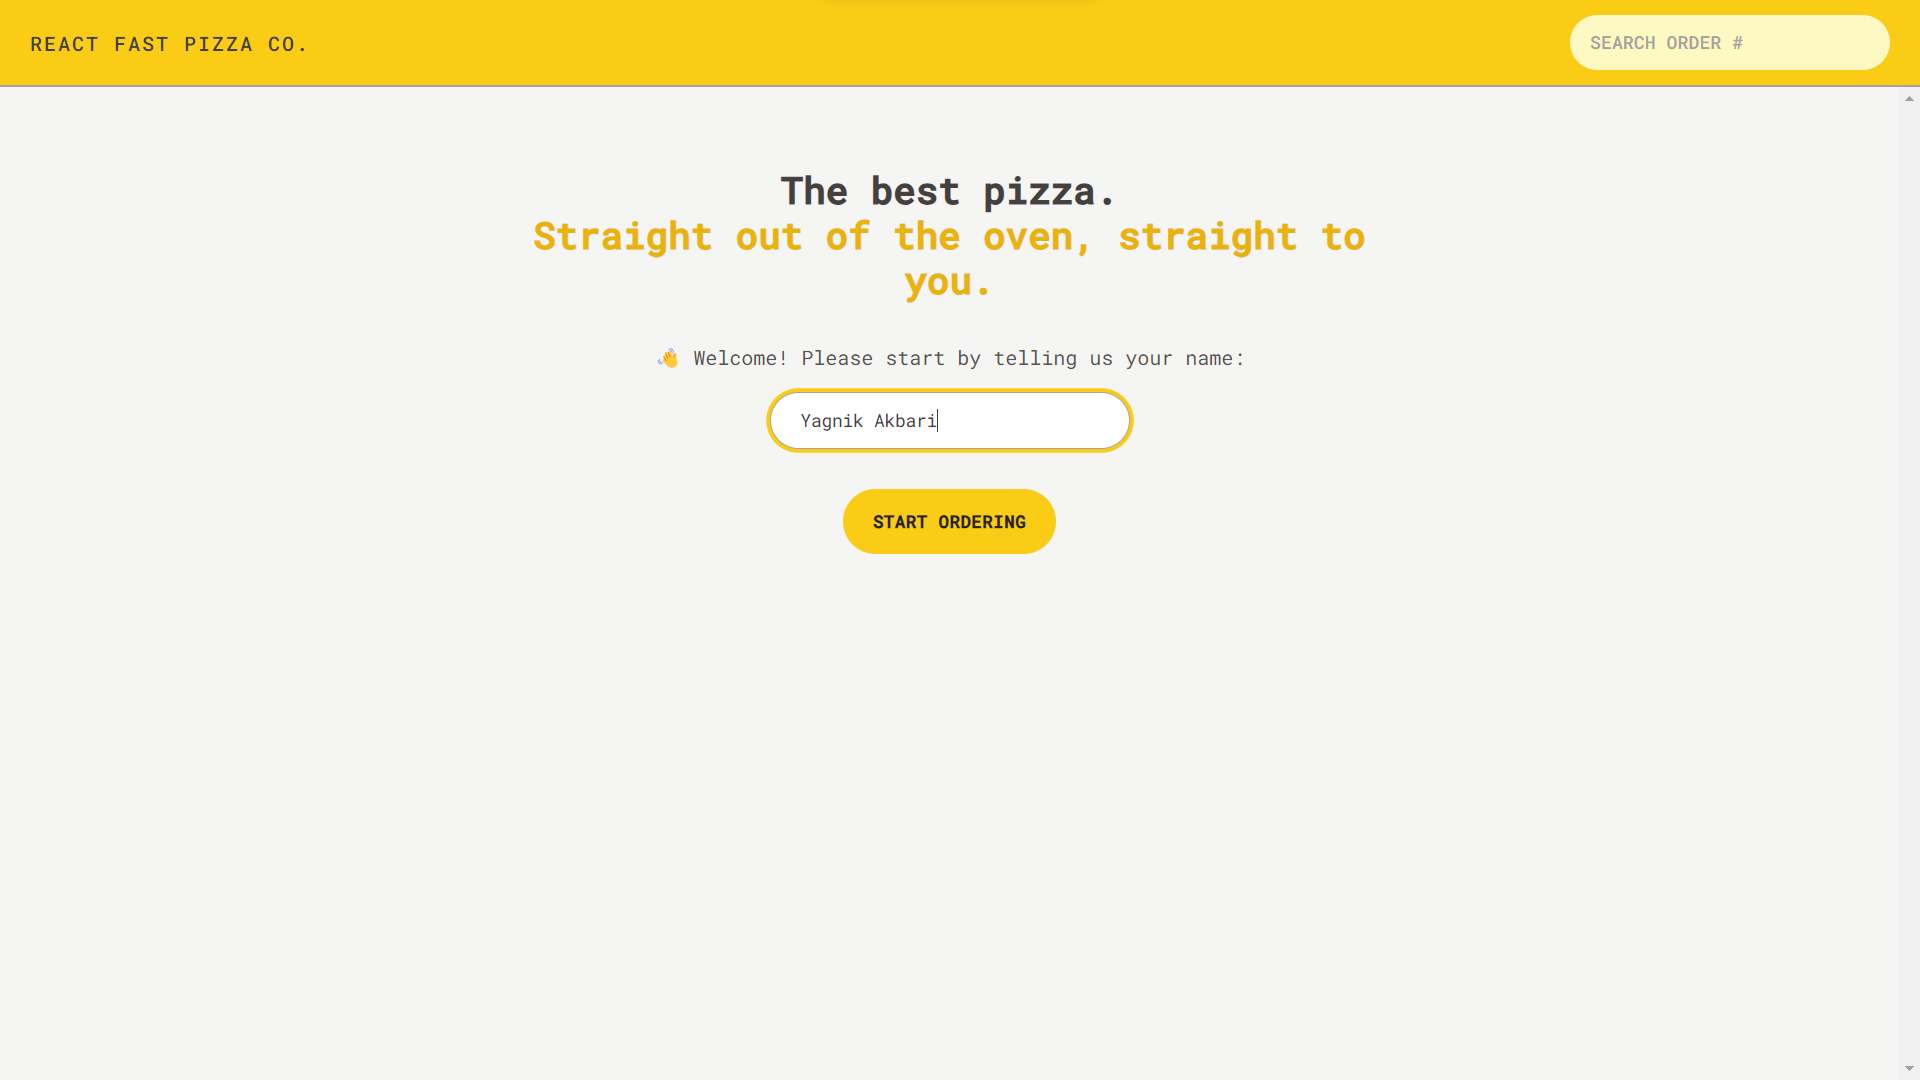 REACT FAST PIZZA CO.
SEARCH ORDER #
The best pizza.
Straight out of the oven, straight to
you.
👋 Welcome! Please start by telling us your name:
Yagnik Akbari
START ORDERING